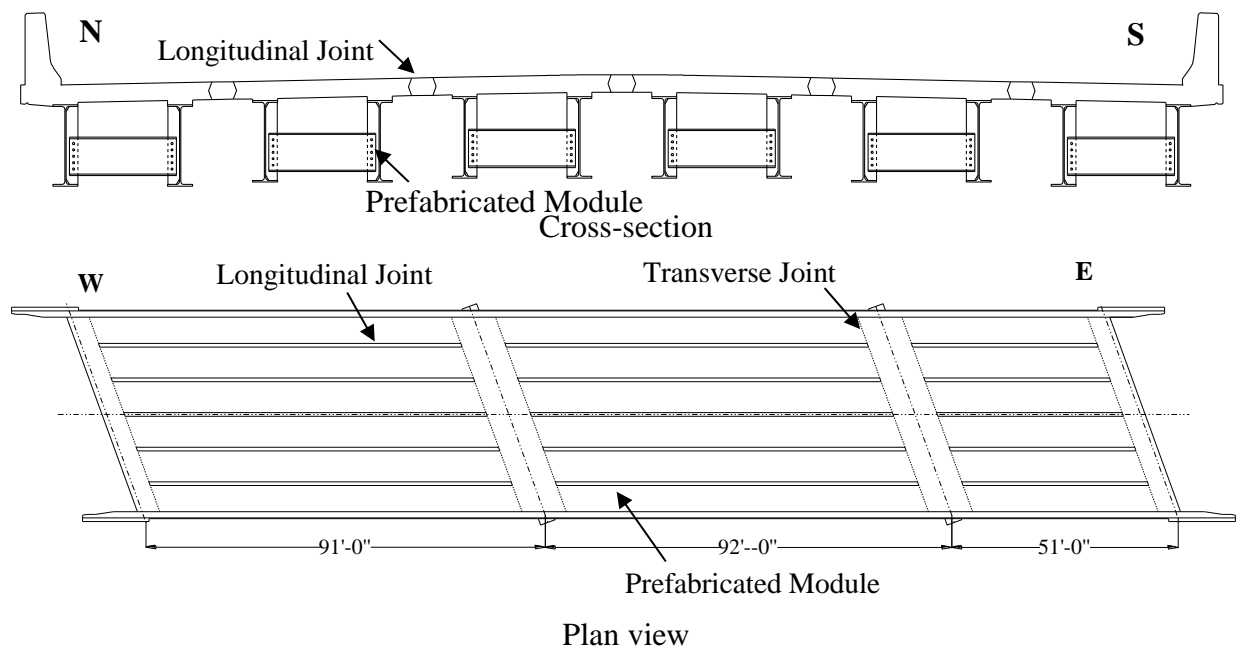 N
S
Longitudinal Joint
Prefabricated Module
Cross-section
W
Longitudinal Joint
Transverse Joint
E
91'-0"
92'--0"
51'-0"
Prefabricated Module
Plan view